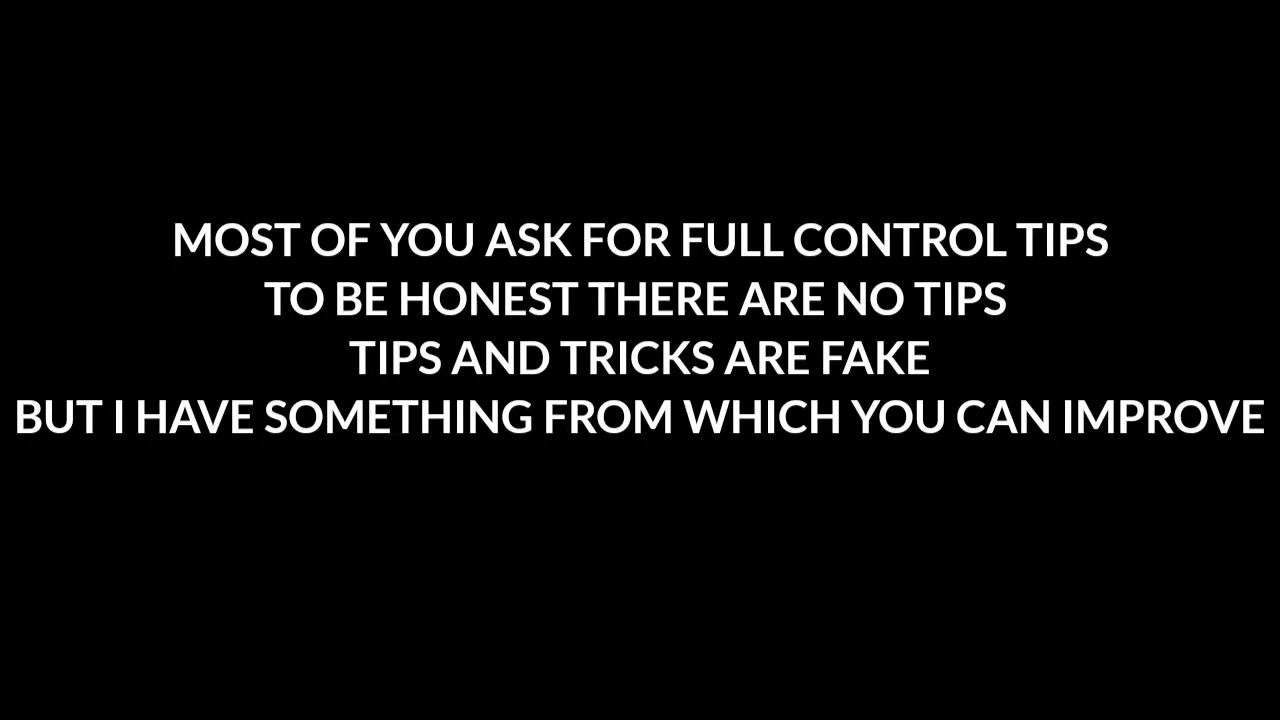 MOST OF YOU ASK FOR FULL CONTROL TIPS
TO BE HONEST THERE ARE NO TIPS
TIPS AND TRICKS ARE FAKE
BUT I HAVE SOMETHING FROM WHICH YOU CAN IMPROVE